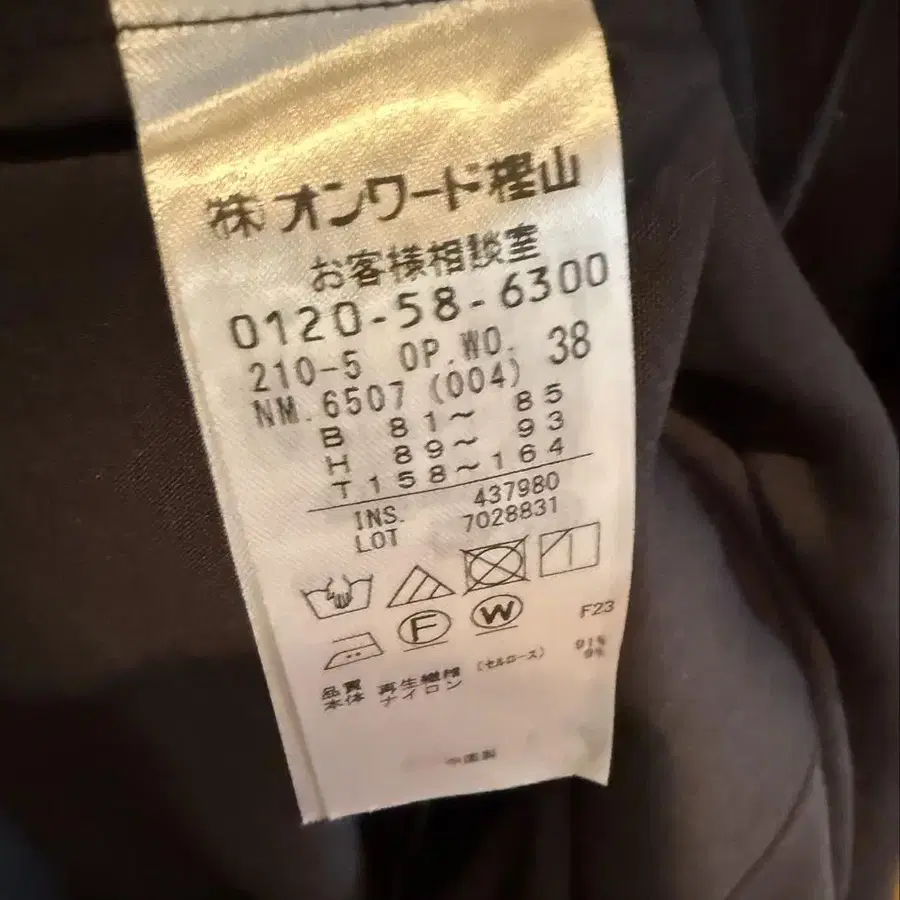 ㈱オンワード樫山
お客様相談室
0120-58-6300
210-5 OP.WO. 38
NM.6507 (004)
B 81～ 85
H 89～ 93
T158～164
INS. 437980
LOT 7028831
F W F23
品質
本体 再生繊維 (セルロース) 91%
ナイロン 9%
中国製